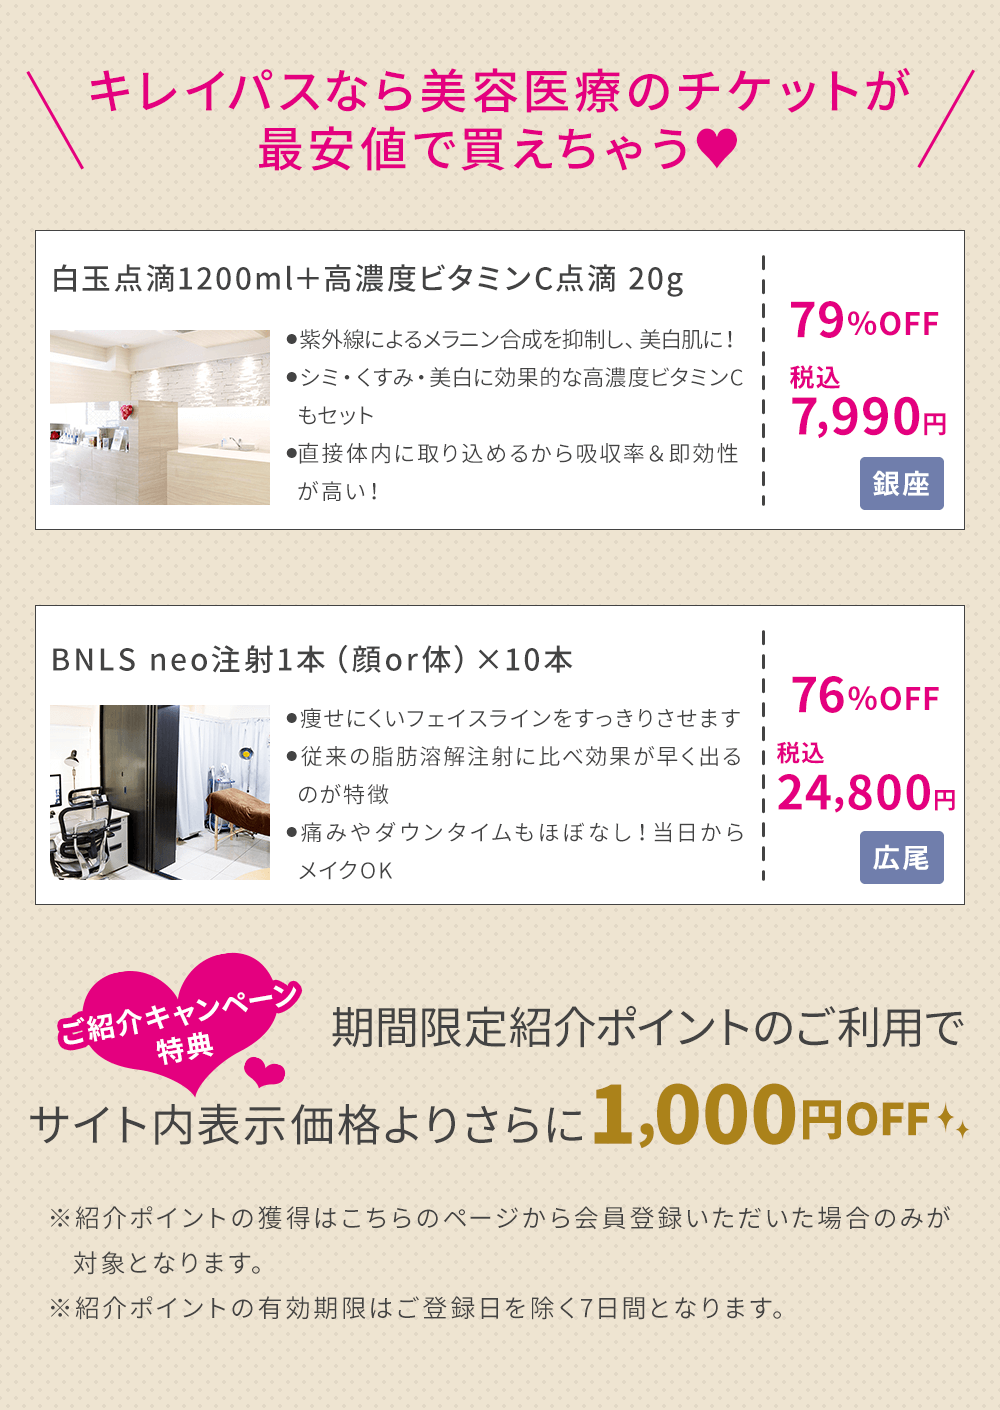 キレイパスなら美容医療のチケットが
最安値で買えちゃう♥
白玉点滴1200ml＋高濃度ビタミンC点滴 20g
●紫外線によるメラニン合成を抑制し、美白肌に！
●シミ・くすみ・美白に効果的な高濃度ビタミンC
もセット
●直接体内に取り込めるから吸収率＆即効性
が高い！
79%OFF
税込
7,990円
銀座
BNLS neo注射1本（顔or体）×10本
●痩せにくいフェイスラインをすっきりさせます
●従来の脂肪溶解注射に比べ効果が早く出る
のが特徴
●痛みやダウンタイムもほぼなし！当日から
メイクOK
76%OFF
税込
24,800円
広尾
ご紹介キャンペーン
特典
期間限定紹介ポイントのご利用で
サイト内表示価格よりさらに1,000円OFF
※紹介ポイントの獲得はこちらのページから会員登録いただいた場合のみが
対象となります。
※紹介ポイントの有効期限はご登録日を除く7日間となります。